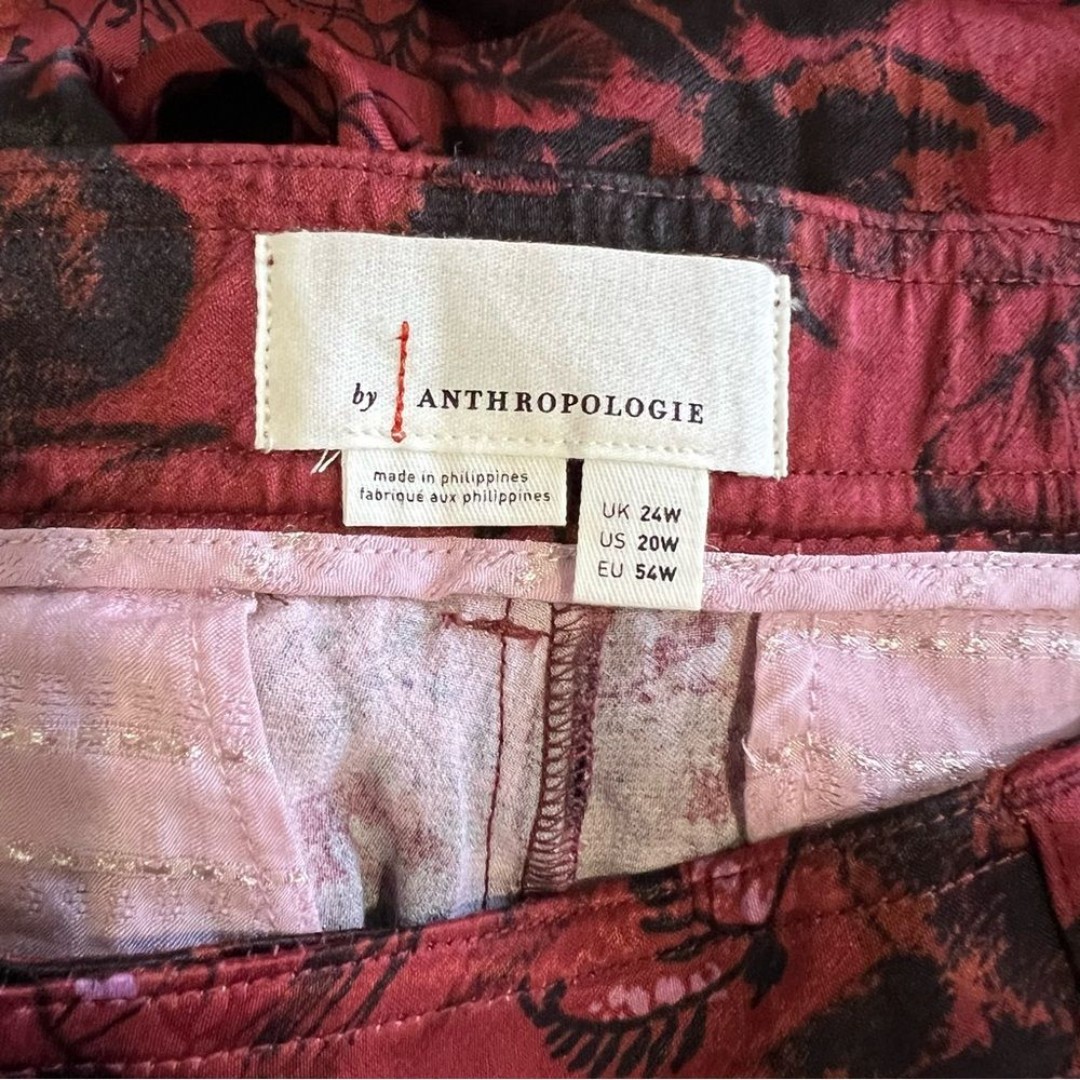 by ANTHROPOLOGIE
made in philippines
fabriqué aux philippines
UK 24W
US 20W
EU 54W